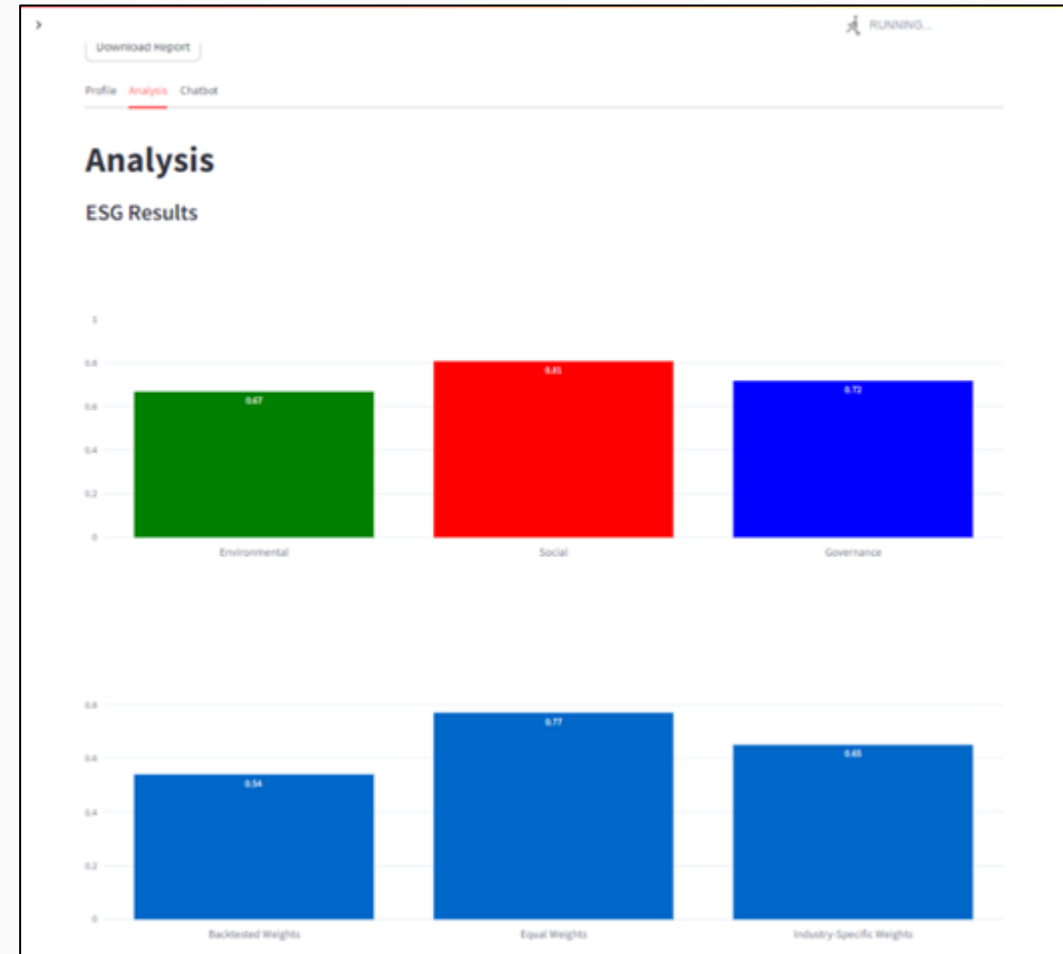 RUNNING...
Download Report
Profile Analysis Chatbot
Analysis
ESG Results
1
0.8
0.6
0.4
0.2
0
0.67
0.81
0.72
Environmental Social Governance
0.8
0.6
0.4
0.2
0
0.54
0.77
0.65
Backtested Weights Equal Weights Industry-Specific Weights